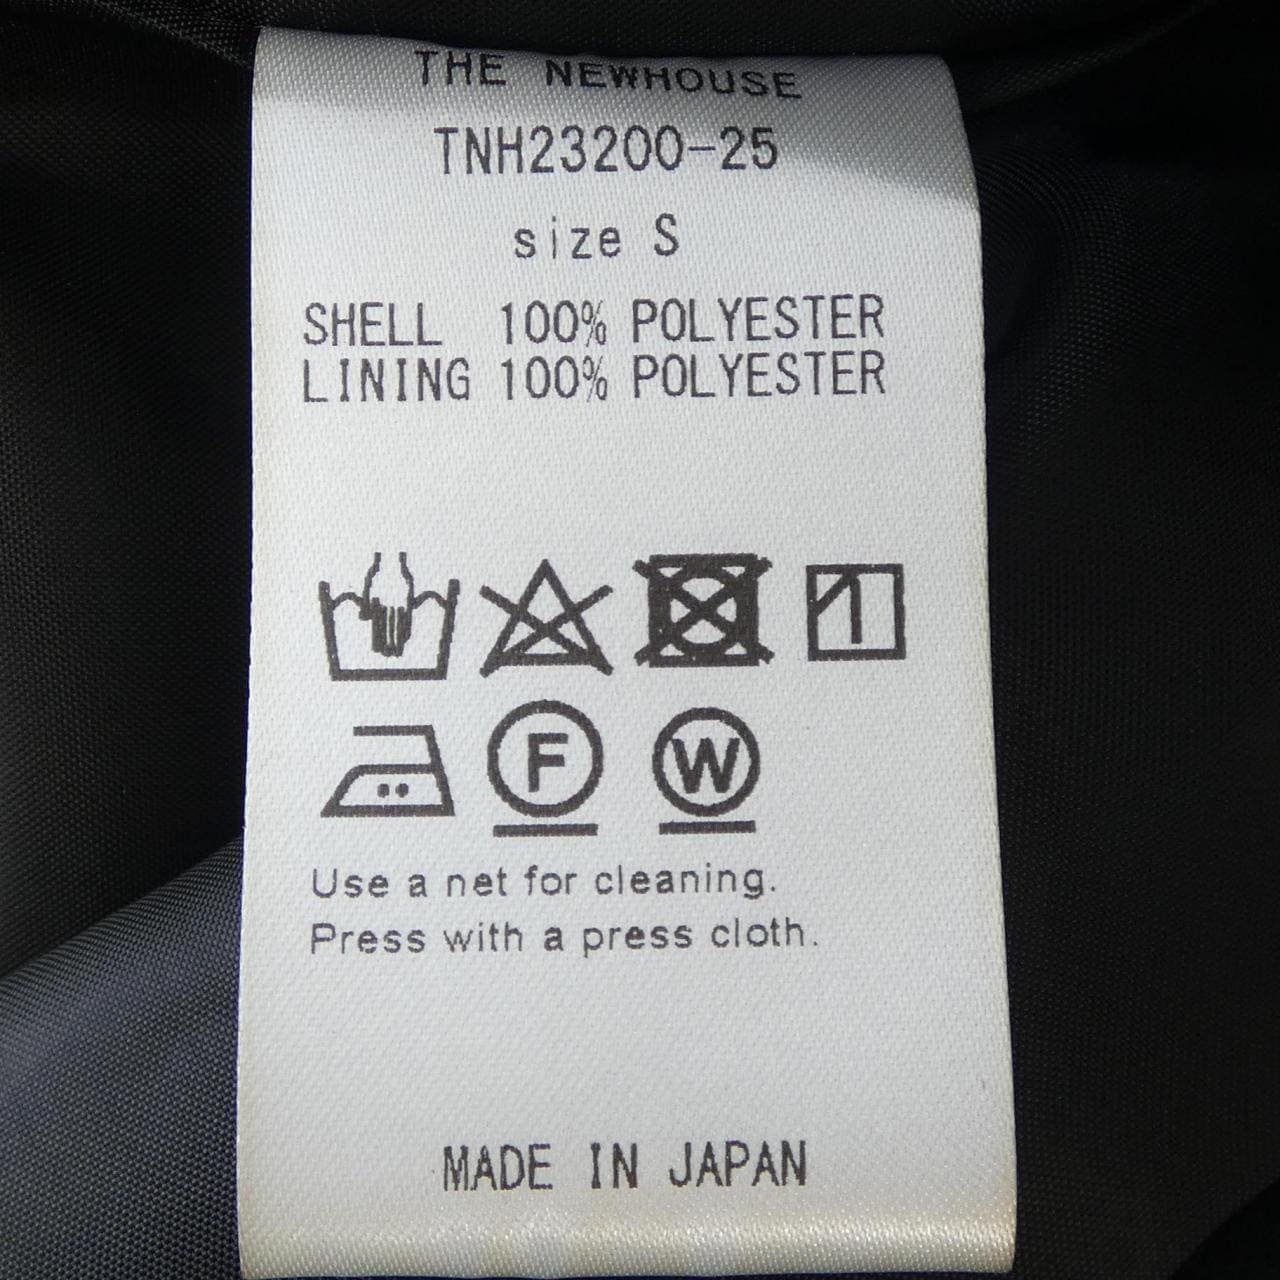 THE NEWHOUSE
TNH23200-25
size S
SHELL 100% POLYESTER
LINING 100% POLYESTER
F W
Use a net for cleaning.
Press with a press cloth.
MADE IN JAPAN